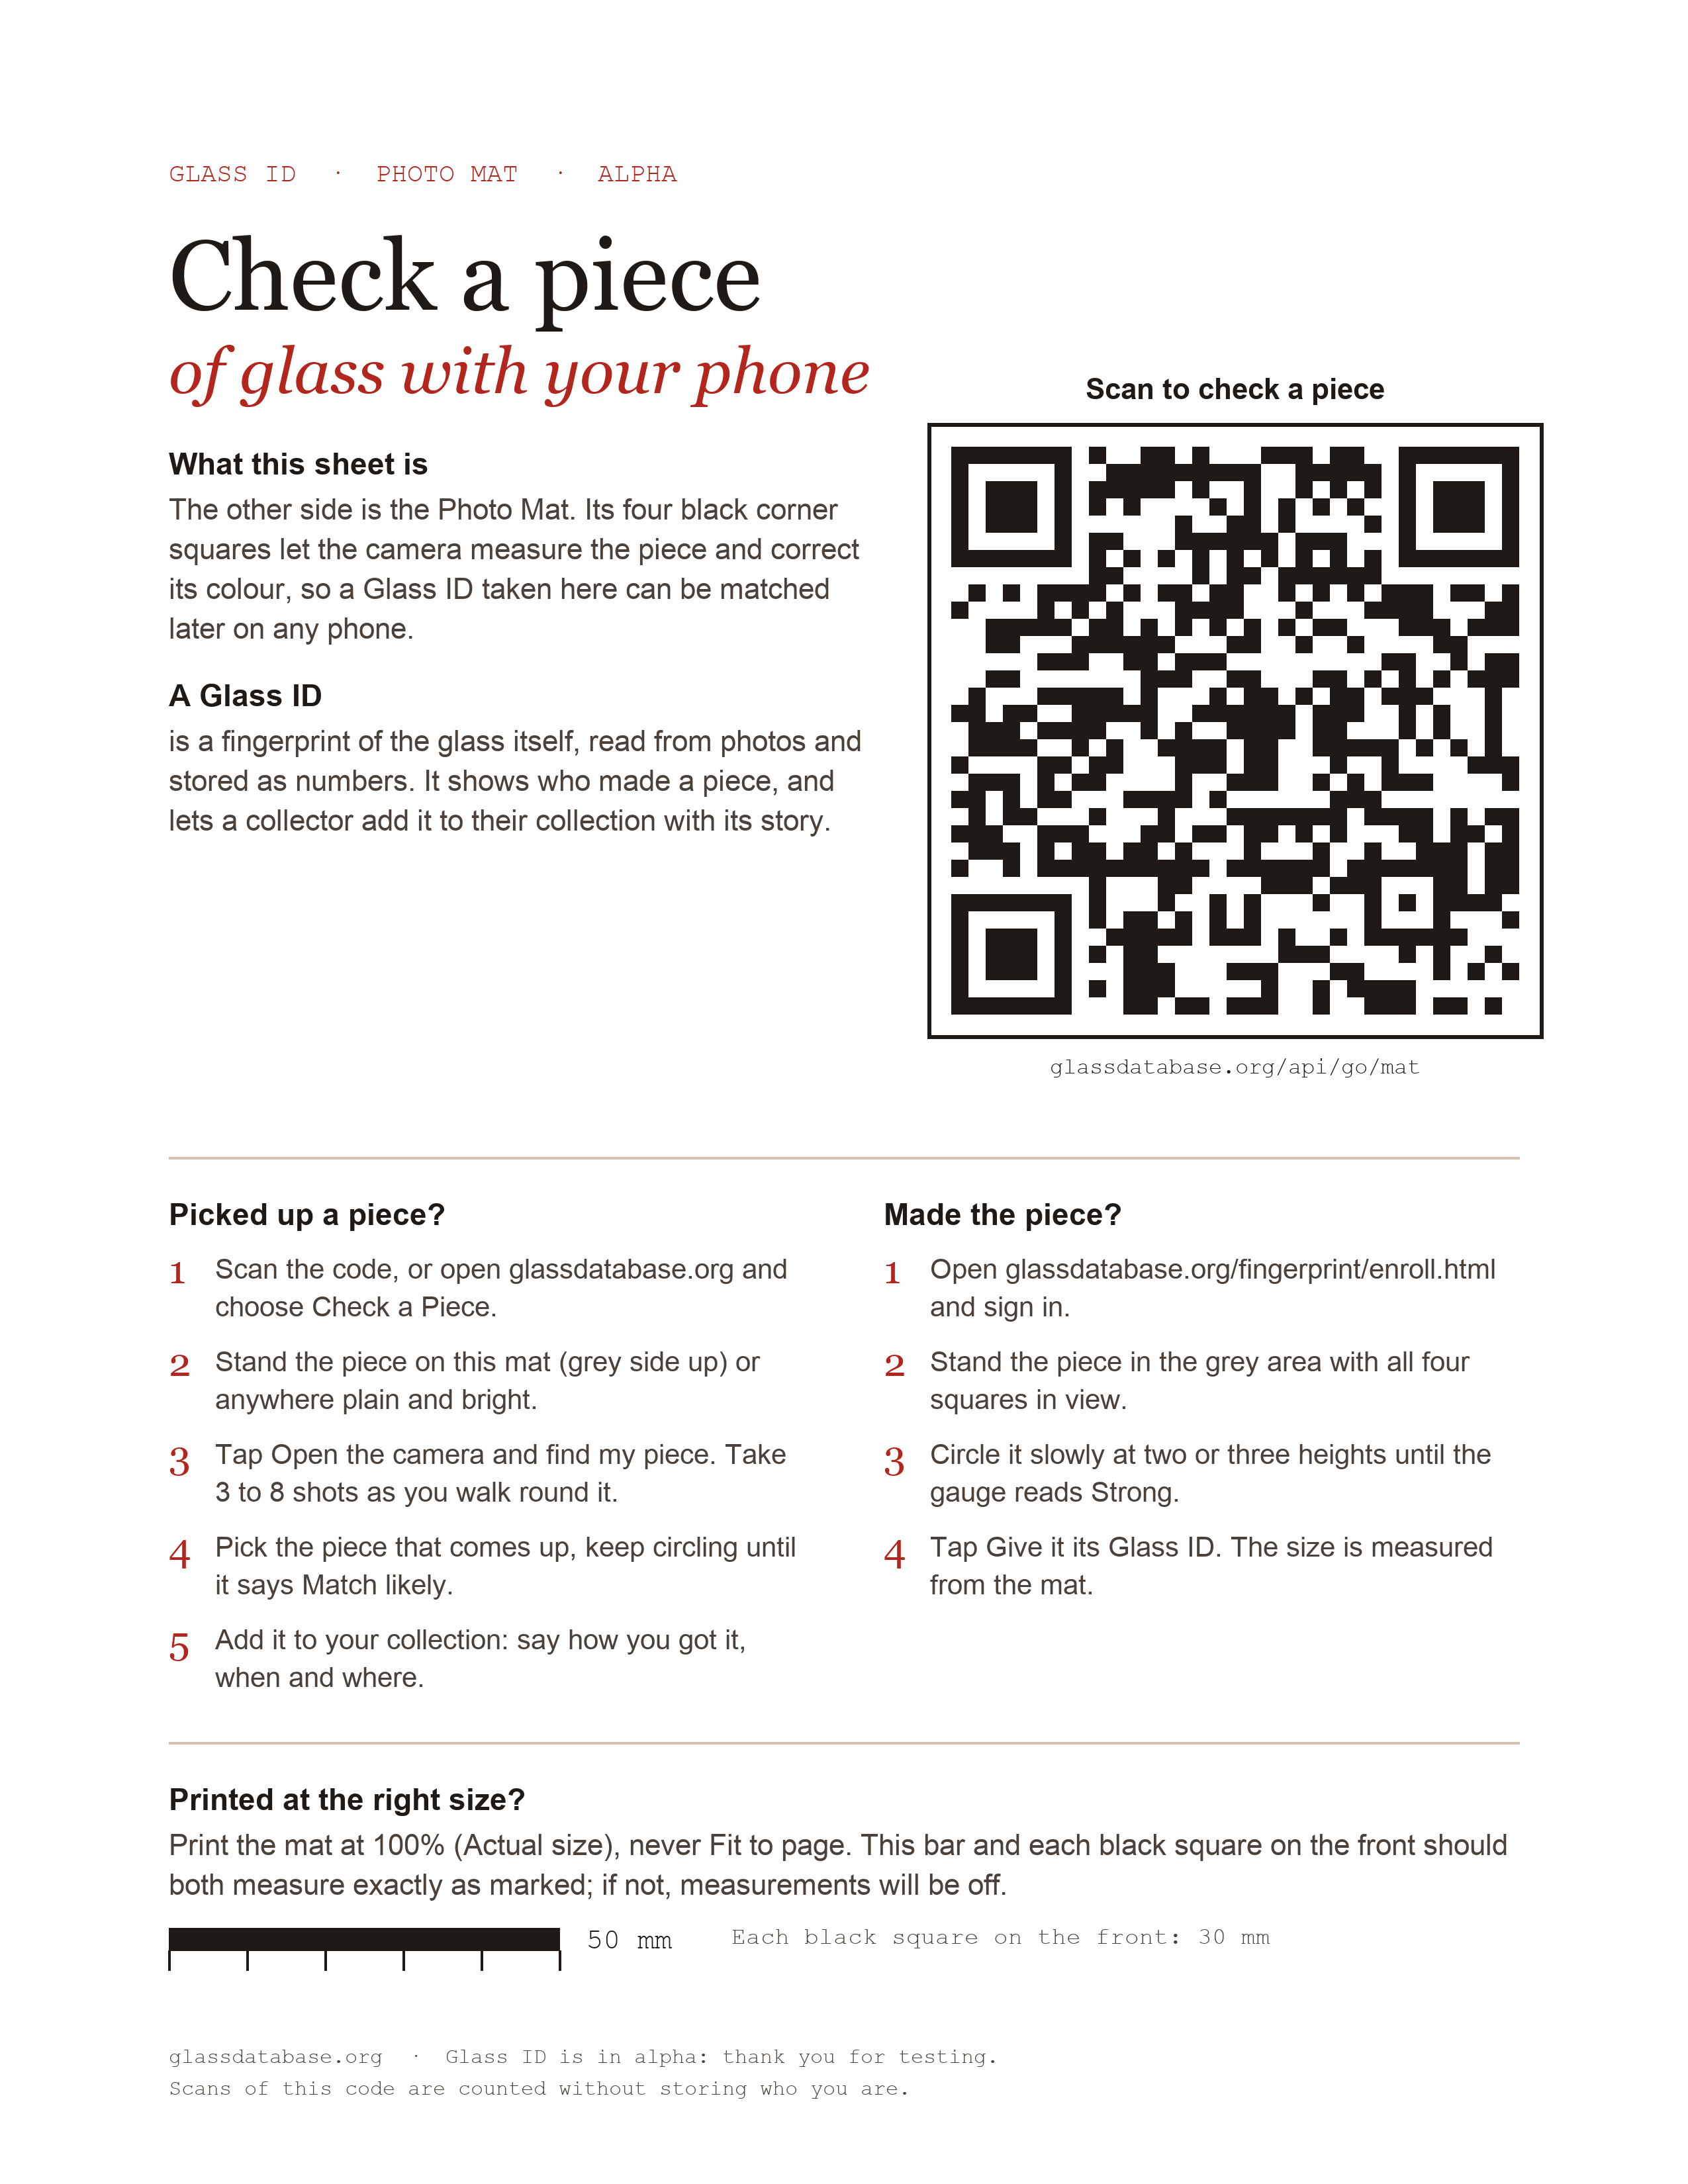 GLASS ID · PHOTO MAT · ALPHA
Check a piece
of glass with your phone
What this sheet is
The other side is the Photo Mat. Its four black corner
squares let the camera measure the piece and correct
its colour, so a Glass ID taken here can be matched
later on any phone.
A Glass ID
is a fingerprint of the glass itself, read from photos and
stored as numbers. It shows who made a piece, and
lets a collector add it to their collection with its story.
Scan to check a piece
glassdatabase.org/api/go/mat
Picked up a piece?
1 Scan the code, or open glassdatabase.org and
choose Check a Piece.
2 Stand the piece on this mat (grey side up) or
anywhere plain and bright.
3 Tap Open the camera and find my piece. Take
3 to 8 shots as you walk round it.
4 Pick the piece that comes up, keep circling until
it says Match likely.
5 Add it to your collection: say how you got it,
when and where.
Made the piece?
1 Open glassdatabase.org/fingerprint/enroll.html
and sign in.
2 Stand the piece in the grey area with all four
squares in view.
3 Circle it slowly at two or three heights until the
gauge reads Strong.
4 Tap Give it its Glass ID. The size is measured
from the mat.
Printed at the right size?
Print the mat at 100% (Actual size), never Fit to page. This bar and each black square on the front should
both measure exactly as marked; if not, measurements will be off.
50 mm Each black square on the front: 30 mm
glassdatabase.org · Glass ID is in alpha: thank you for testing.
Scans of this code are counted without storing who you are.